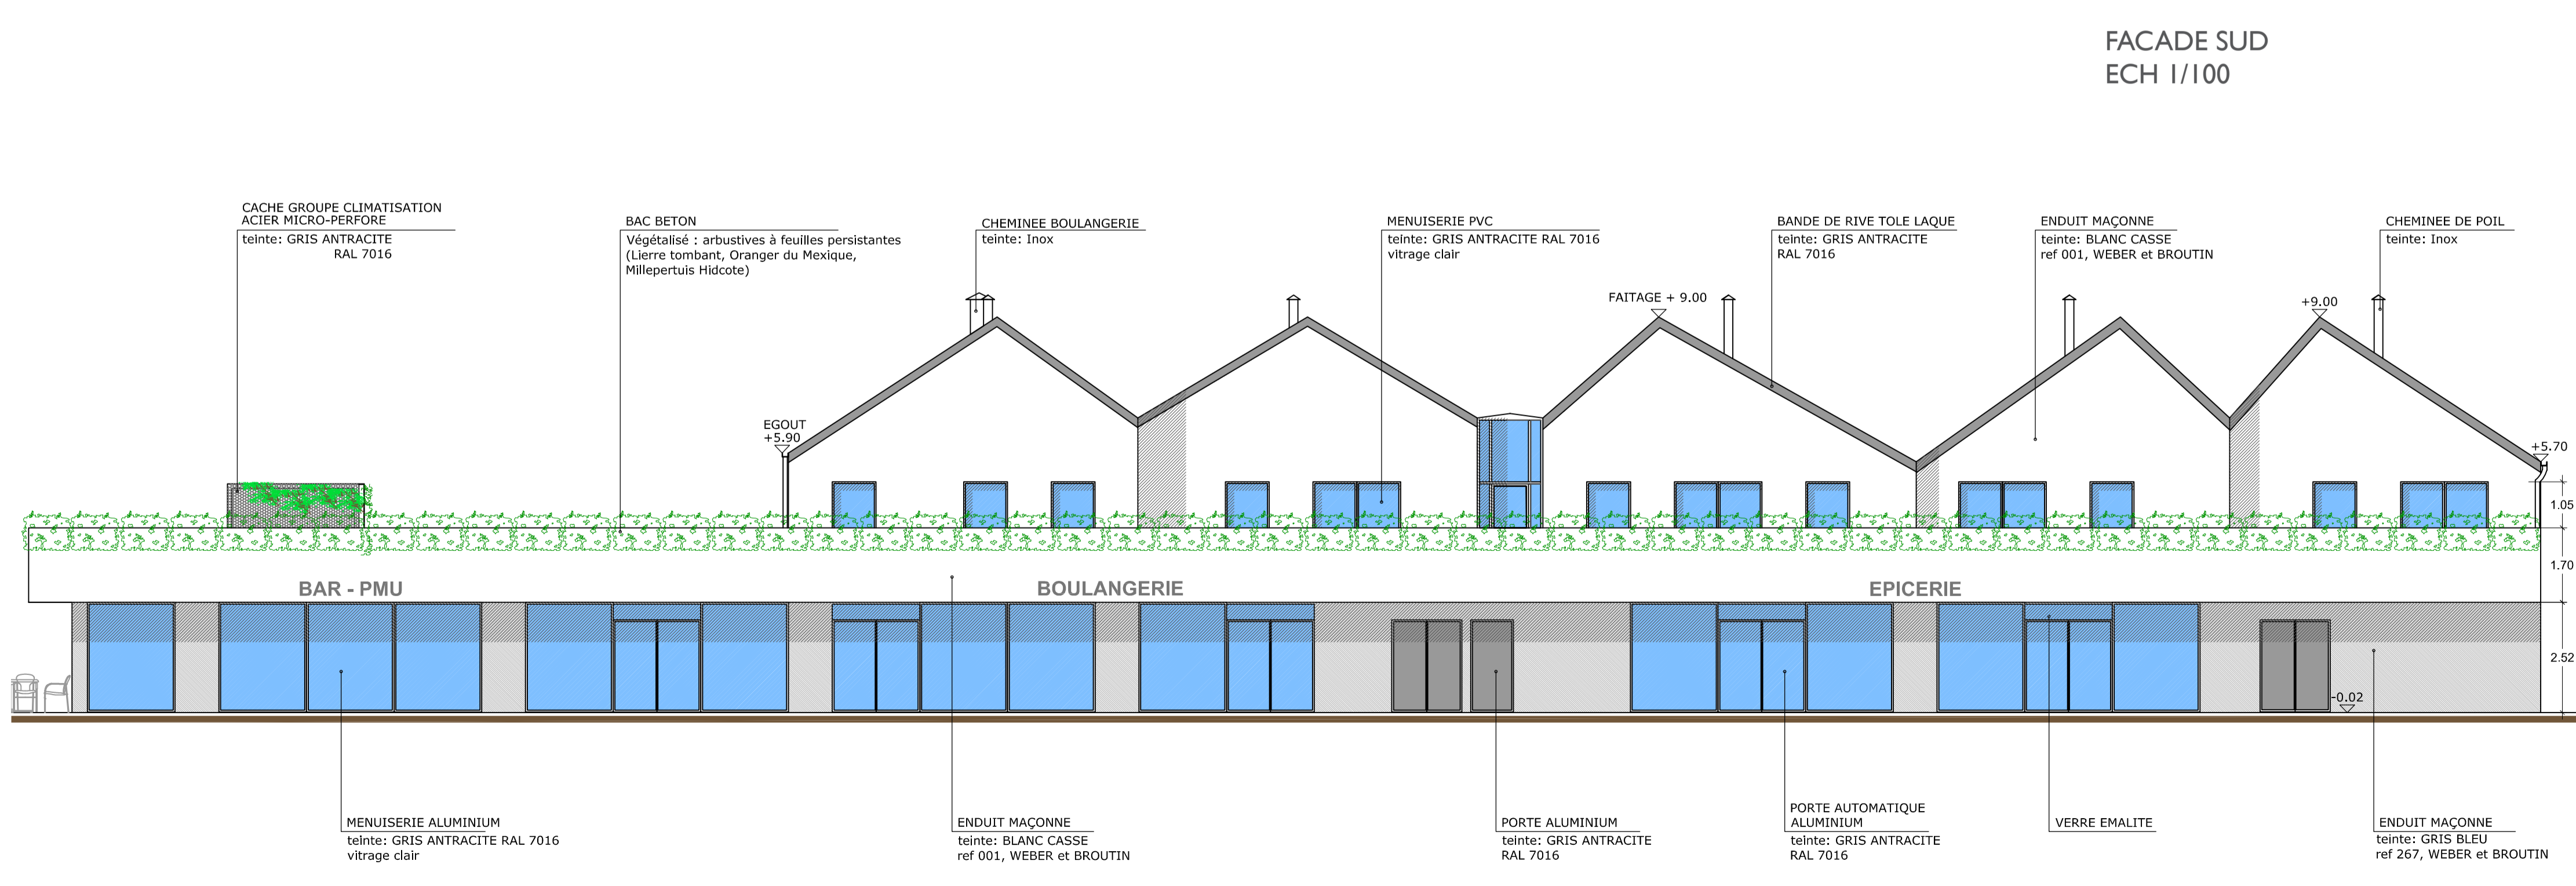 FACADE SUD
ECH 1/100
CACHE GROUPE CLIMATISATION
ACIER MICRO-PERFORE
teinte: GRIS ANTRACITE
RAL 7016
BAC BETON
Végétalisé : arbustives à feuilles persistantes
(Lierre tombant, Oranger du Mexique,
Millepertuis Hidcote)
CHEMINEE BOULANGERIE
teinte: Inox
MENUISERIE PVC
teinte: GRIS ANTRACITE RAL 7016
vitrage clair
BANDE DE RIVE TOLE LAQUE
teinte: GRIS ANTRACITE
RAL 7016
ENDUIT MAÇONNE
teinte: BLANC CASSE
ref 001, WEBER et BROUTIN
CHEMINEE DE POIL
teinte: Inox
FAITAGE + 9.00
+9.00
EGOUT
+5.90
+5.70
1.05
1.70
BAR - PMU
BOULANGERIE
EPICERIE
2.52
-0.02
MENUISERIE ALUMINIUM
teinte: GRIS ANTRACITE RAL 7016
vitrage clair
ENDUIT MAÇONNE
teinte: BLANC CASSE
ref 001, WEBER et BROUTIN
PORTE ALUMINIUM
teinte: GRIS ANTRACITE
RAL 7016
PORTE AUTOMATIQUE
ALUMINIUM
teinte: GRIS ANTRACITE
RAL 7016
VERRE EMALITE
ENDUIT MAÇONNE
teinte: GRIS BLEU
ref 267, WEBER et BROUTIN